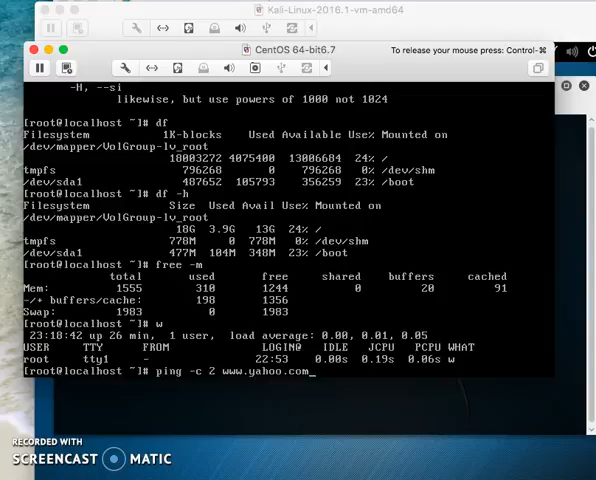 Kali-Linux-2016.1-vm-amd64
CentOS 64-bit6.7
To release your mouse press: Control-⌘
-H, --si
likewise, but use powers of 1000 not 1024
[root@localhost ~]# df
Filesystem 1K-blocks Used Available Use% Mounted on
/dev/mapper/VolGroup-lv_root
18003272 4075400 13006684 24% /
tmpfs 796268 0 796268 0% /dev/shm
/dev/sda1 487652 105793 356259 23% /boot
[root@localhost ~]# df -h
Filesystem Size Used Avail Use% Mounted on
/dev/mapper/VolGroup-lv_root
18G 3.9G 13G 24% /
tmpfs 778M 0 778M 0% /dev/shm
/dev/sda1 477M 104M 348M 23% /boot
[root@localhost ~]# free -m
total used free shared buffers cached
Mem: 1555 310 1244 0 20 91
-/+ buffers/cache: 198 1356
Swap: 1983 0 1983
[root@localhost ~]# w
23:18:42 up 26 min, 1 user, load average: 0.00, 0.01, 0.05
USER TTY FROM LOGIN@ IDLE JCPU PCPU WHAT
root tty1 - 22:53 0.00s 0.19s 0.06s w
[root@localhost ~]# ping -c 2 www.yahoo.com_
RECORDED WITH
SCREENCAST MATIC